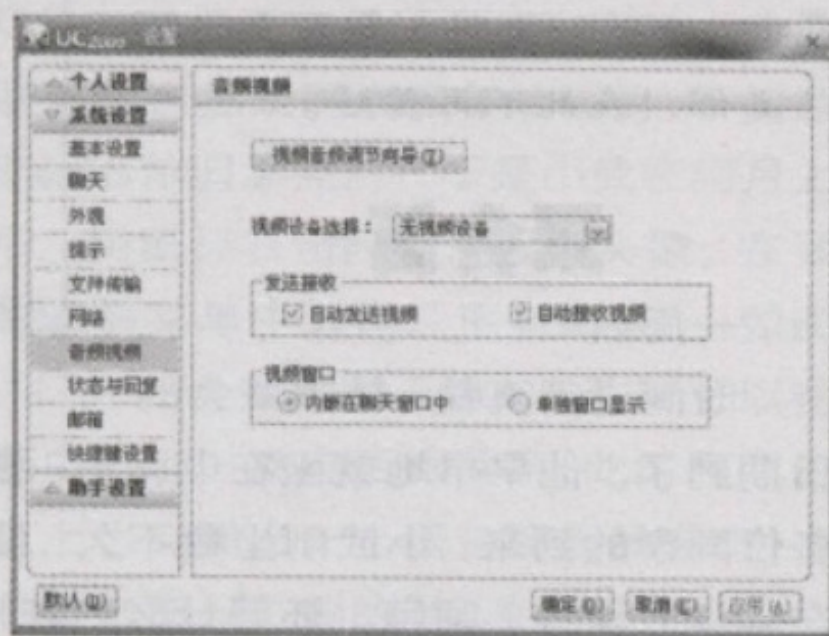 UC2006 设置
个人设置
系统设置
基本设置
聊天
外观
提示
文件传输
网络
音频视频
状态与回复
邮箱
快捷键设置
助手设置
音频视频
视频音频调节向导(T)
视频设备选择： 无视频设备
发送接收
自动发送视频 自动接收视频
视频窗口
内嵌在聊天窗口中 单独窗口显示
默认(D) 确定(O) 取消(C) 应用(A)